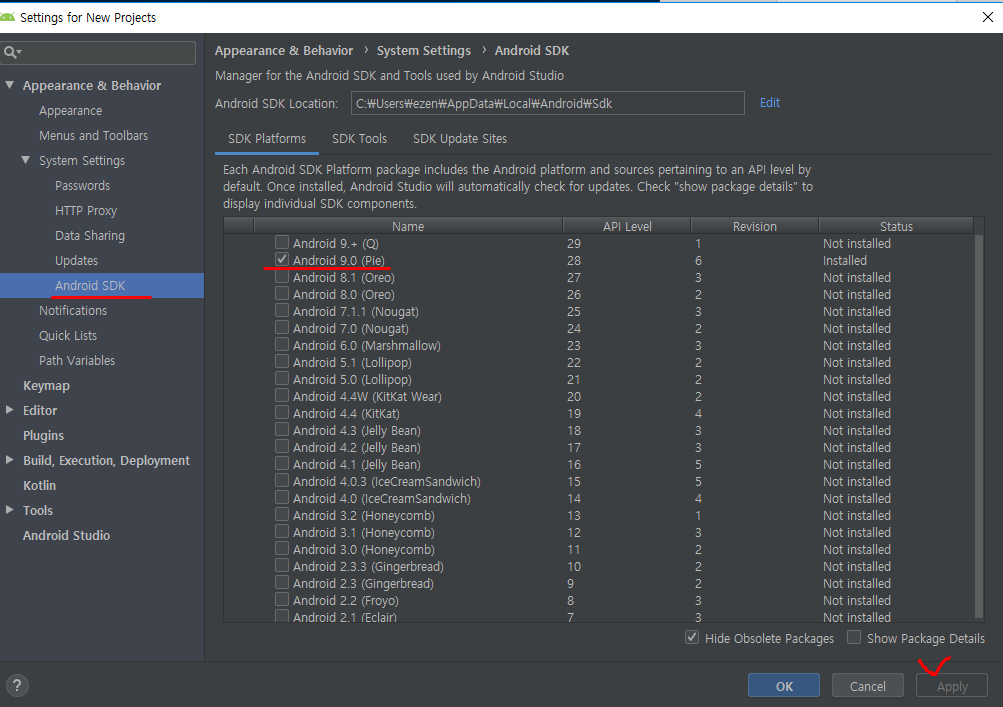 Settings for New Projects
Appearance & Behavior
Appearance
Menus and Toolbars
System Settings
Passwords
HTTP Proxy
Data Sharing
Updates
Android SDK
Notifications
Quick Lists
Path Variables
Keymap
Editor
Plugins
Build, Execution, Deployment
Kotlin
Tools
Android Studio
Appearance & Behavior › System Settings › Android SDK
Manager for the Android SDK and Tools used by Android Studio
Android SDK Location: C:₩Users₩ezen₩AppData₩Local₩Android₩Sdk Edit
SDK Platforms SDK Tools SDK Update Sites
Each Android SDK Platform package includes the Android platform and sources pertaining to an API level by
default. Once installed, Android Studio will automatically check for updates. Check "show package details" to
display individual SDK components.
Name API Level Revision Status
Android 9.+ (Q) 29 1 Not installed
Android 9.0 (Pie) 28 6 Installed
Android 8.1 (Oreo) 27 3 Not installed
Android 8.0 (Oreo) 26 2 Not installed
Android 7.1.1 (Nougat) 25 3 Not installed
Android 7.0 (Nougat) 24 2 Not installed
Android 6.0 (Marshmallow) 23 3 Not installed
Android 5.1 (Lollipop) 22 2 Not installed
Android 5.0 (Lollipop) 21 2 Not installed
Android 4.4W (KitKat Wear) 20 2 Not installed
Android 4.4 (KitKat) 19 4 Not installed
Android 4.3 (Jelly Bean) 18 3 Not installed
Android 4.2 (Jelly Bean) 17 3 Not installed
Android 4.1 (Jelly Bean) 16 5 Not installed
Android 4.0.3 (IceCreamSandwich) 15 5 Not installed
Android 4.0 (IceCreamSandwich) 14 4 Not installed
Android 3.2 (Honeycomb) 13 1 Not installed
Android 3.1 (Honeycomb) 12 3 Not installed
Android 3.0 (Honeycomb) 11 2 Not installed
Android 2.3.3 (Gingerbread) 10 2 Not installed
Android 2.3 (Gingerbread) 9 2 Not installed
Android 2.2 (Froyo) 8 3 Not installed
Android 2.1 (Eclair) 7 3 Not installed
Hide Obsolete Packages Show Package Details
? OK Cancel Apply